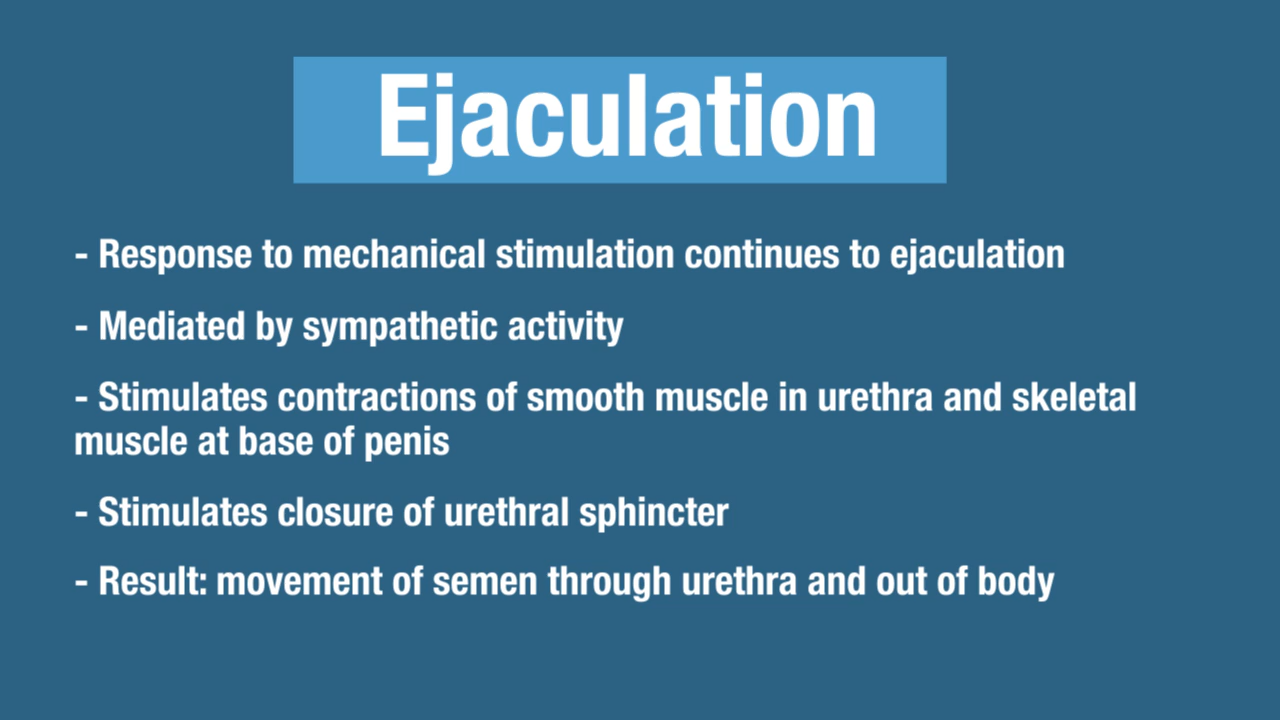 Ejaculation
- Response to mechanical stimulation continues to ejaculation
- Mediated by sympathetic activity
- Stimulates contractions of smooth muscle in urethra and skeletal
muscle at base of penis
- Stimulates closure of urethral sphincter
- Result: movement of semen through urethra and out of body